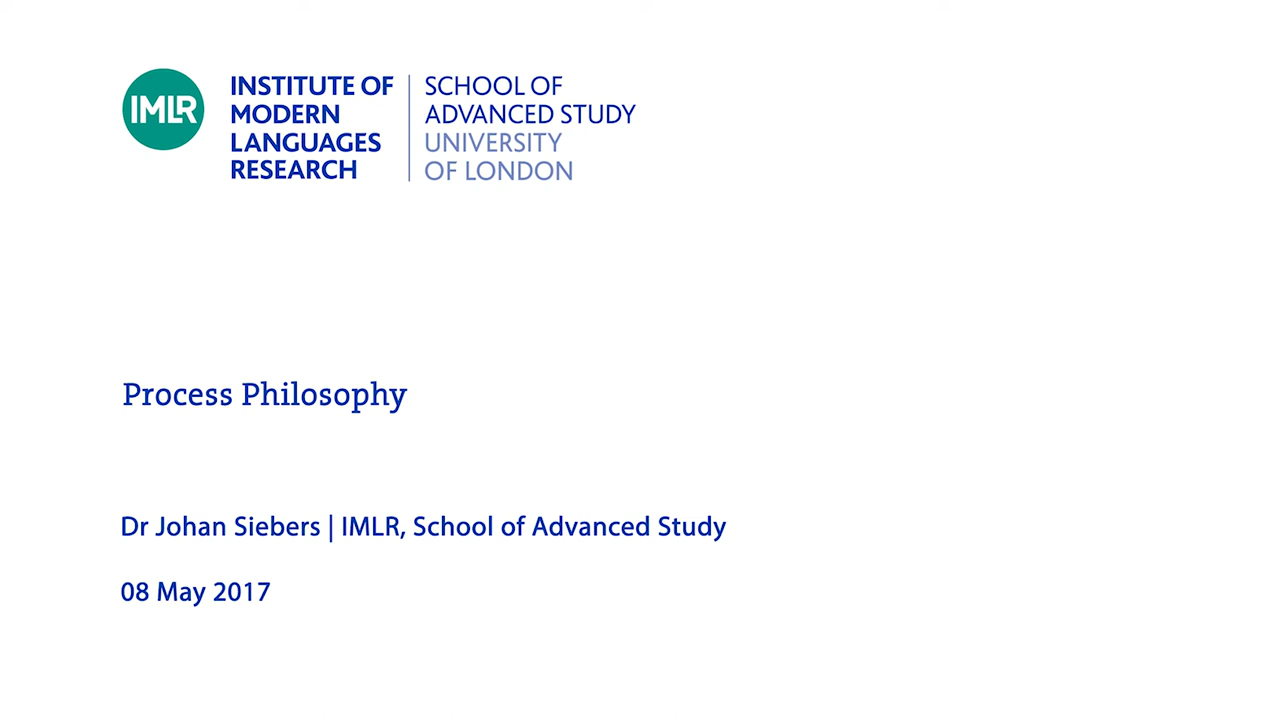 IMLR
INSTITUTE OF
MODERN
LANGUAGES
RESEARCH
SCHOOL OF
ADVANCED STUDY
UNIVERSITY
OF LONDON
Process Philosophy
Dr Johan Siebers | IMLR, School of Advanced Study
08 May 2017